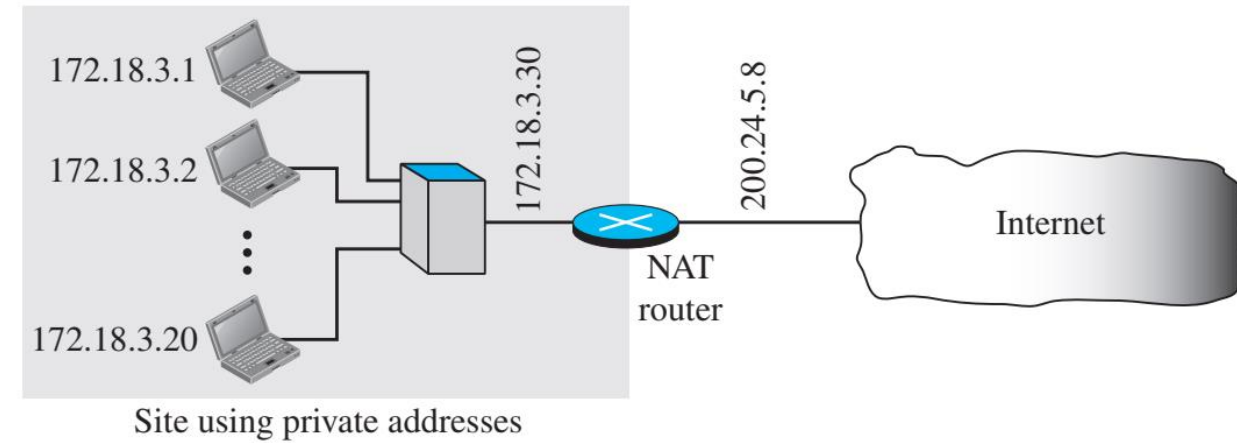 172.18.3.1
172.18.3.2
172.18.3.20
172.18.3.30
200.24.5.8
NAT
router
Internet
Site using private addresses